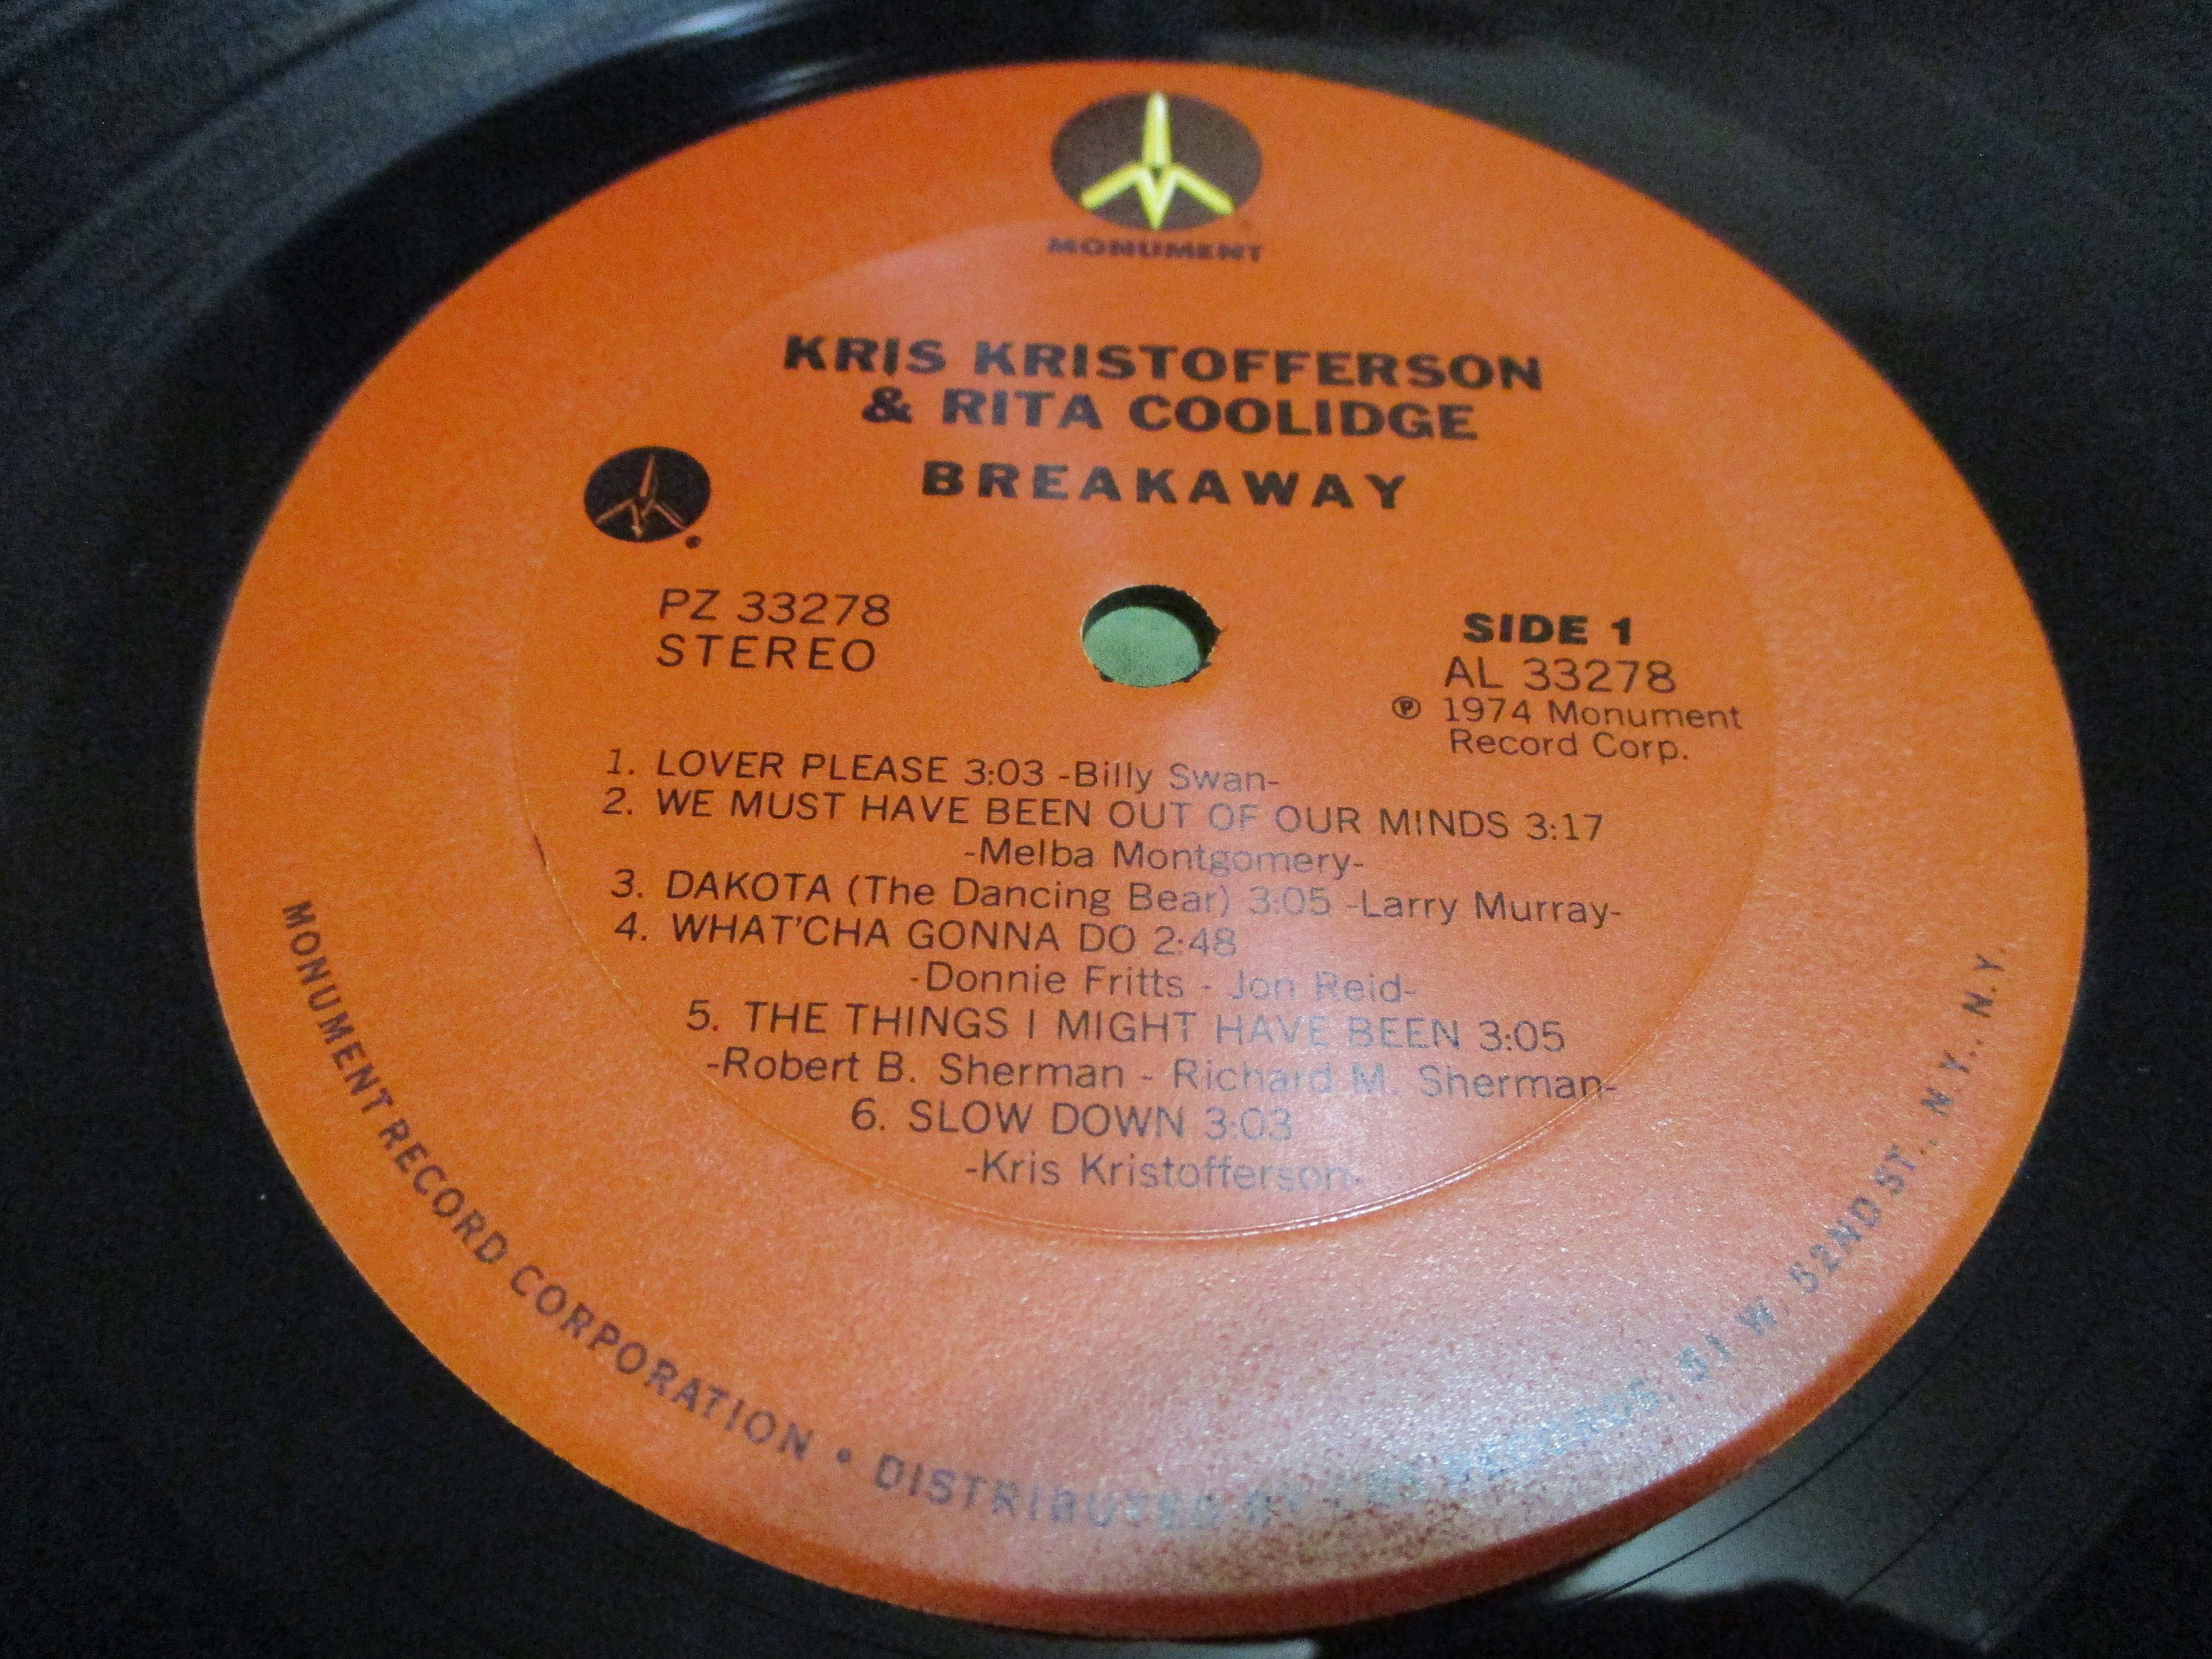 MONUMENT
KRIS KRISTOFFERSON
& RITA COOLIDGE
BREAKAWAY
PZ 33278
STEREO
SIDE 1
AL 33278
℗ 1974 Monument
Record Corp.
1. LOVER PLEASE 3:03 -Billy Swan-
2. WE MUST HAVE BEEN OUT OF OUR MINDS 3:17
-Melba Montgomery-
3. DAKOTA (The Dancing Bear) 3:05 -Larry Murray-
4. WHAT'CHA GONNA DO 2:48
-Donnie Fritts - Jon Reid-
5. THE THINGS I MIGHT HAVE BEEN 3:05
-Robert B. Sherman - Richard M. Sherman-
6. SLOW DOWN 3:03
-Kris Kristofferson-
MONUMENT RECORD CORPORATION • DISTRIBUTED BY CBS RECORDS, 51 W. 52ND ST., N.Y., N.Y.